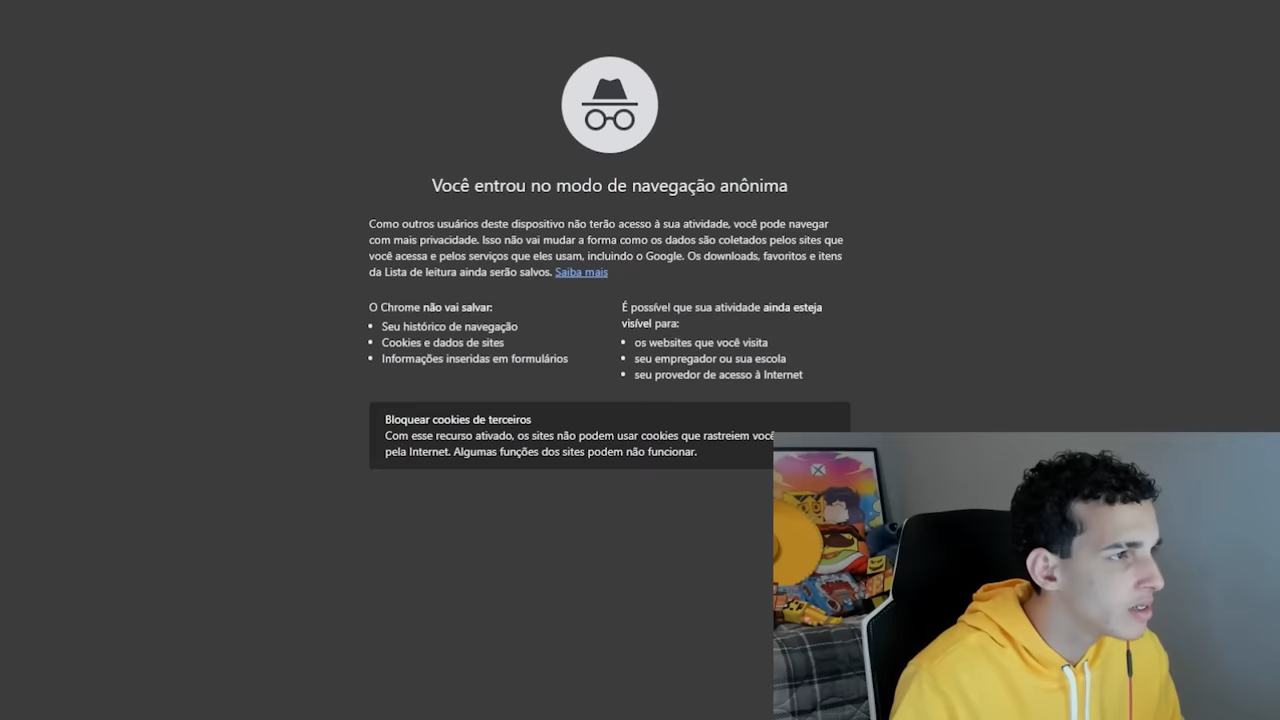 Você entrou no modo de navegação anônima
Como outros usuários deste dispositivo não terão acesso à sua atividade, você pode navegar
com mais privacidade. Isso não vai mudar a forma como os dados são coletados pelos sites que
você acessa e pelos serviços que eles usam, incluindo o Google. Os downloads, favoritos e itens
da Lista de leitura ainda serão salvos. Saiba mais
O Chrome não vai salvar:
Seu histórico de navegação
Cookies e dados de sites
Informações inseridas em formulários
É possível que sua atividade ainda esteja
visível para:
os websites que você visita
seu empregador ou sua escola
seu provedor de acesso à Internet
Bloquear cookies de terceiros
Com esse recurso ativado, os sites não podem usar cookies que rastreiem você
pela Internet. Algumas funções dos sites podem não funcionar.